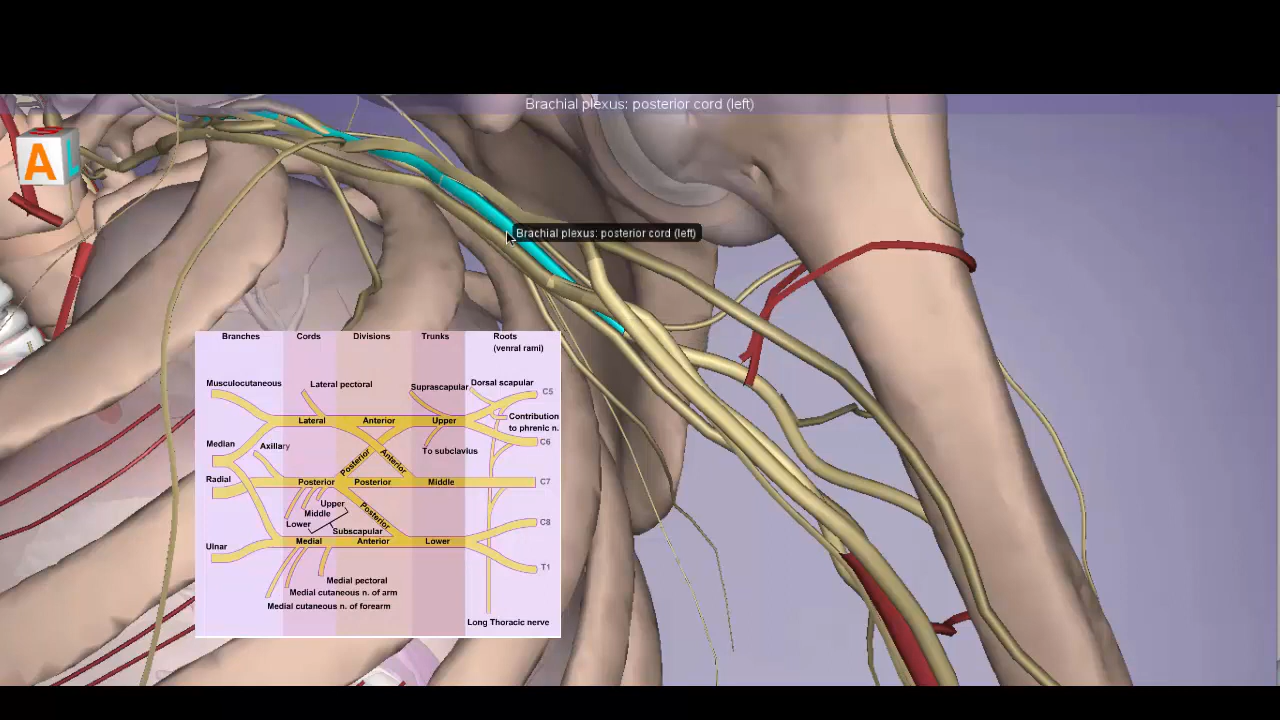 Brachial plexus: posterior cord (left)
A
Brachial plexus: posterior cord (left)
Branches Cords Divisions Trunks Roots
(venral rami)
Musculocutaneous Lateral pectoral Suprascapular Dorsal scapular C5
Lateral Anterior Upper Contribution
to phrenic n.
Median Axillary To subclavius C6
Posterior Anterior
Radial Posterior Posterior Middle C7
Upper
Middle
Lower Posterior C8
Subscapular
Ulnar Medial Anterior Lower
T1
Medial pectoral
Medial cutaneous n. of arm
Medial cutaneous n. of forearm
Long Thoracic nerve